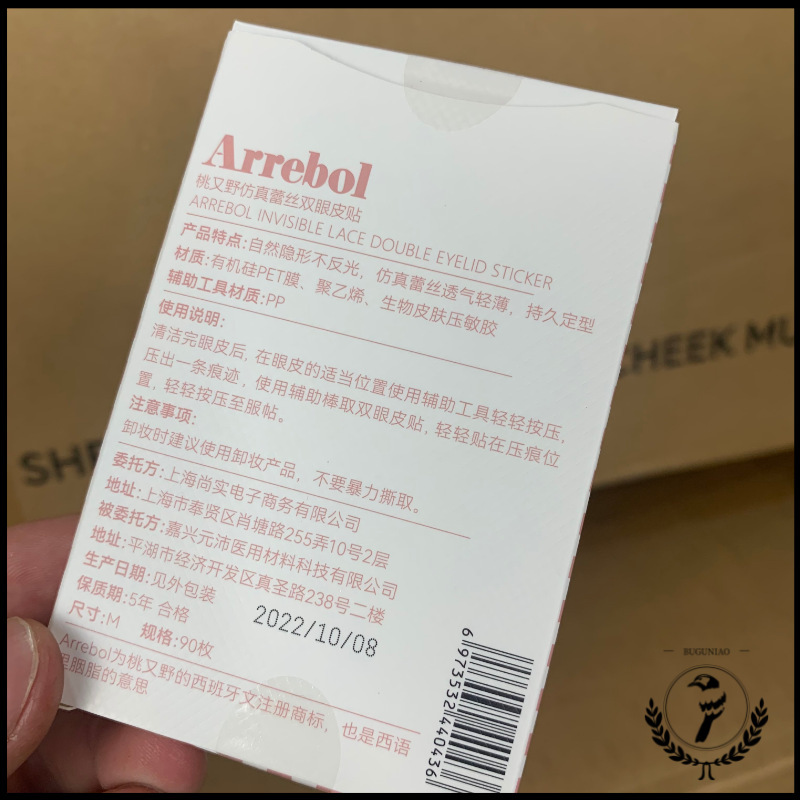 Arrebol
桃又野仿真蕾丝双眼皮贴
ARREBOL INVISIBLE LACE DOUBLE EYELID STICKER
产品特点:自然隐形不反光，仿真蕾丝透气轻薄，持久定型
材质:有机硅PET膜、聚乙烯、生物皮肤压敏胶
辅助工具材质:PP
使用说明:
清洁完眼皮后,在眼皮的适当位置使用辅助工具轻轻按压,
压出一条痕迹，使用辅助棒取双眼皮贴,轻轻贴在压痕位
置,轻轻按压至服帖。
注意事项:
卸妆时建议使用卸妆产品，不要暴力撕取。
委托方:上海尚实电子商务有限公司
地址:上海市奉贤区肖塘路255弄10号2层
被委托方:嘉兴元沛医用材料科技有限公司
地址:平湖市经济开发区真圣路238号二楼
生产日期:见外包装
保质期:5年 合格
2022/10/08
尺寸:M 规格:90枚
Arrebol为桃又野的西班牙文注册商标，也是西语
里胭脂的意思
6973532440436
CHEEK MU
SHE
BUGUNIAO